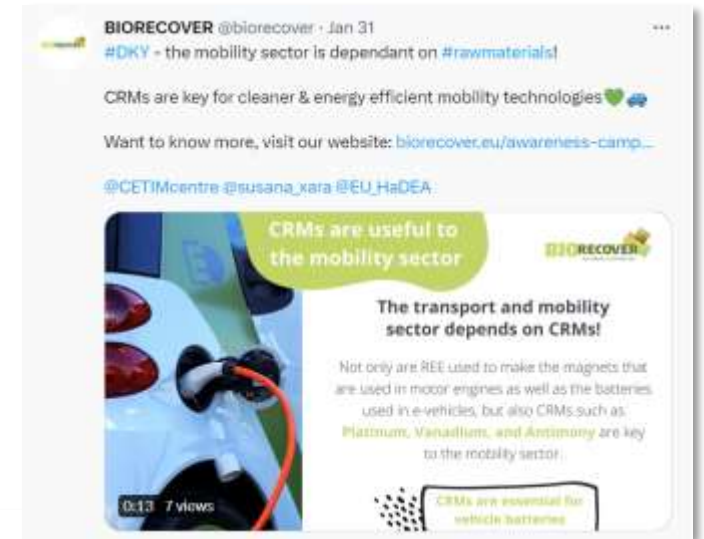 BIORECOVER @biorecover · Jan 31
#DKY - the mobility sector is dependant on #rawmaterials!
CRMs are key for cleaner & energy efficient mobility technologies💚🚙
Want to know more, visit our website: biorecover.eu/awareness-camp...
@CETIMcentre @susana_xara @EU_HaDEA
CRMs are useful to
the mobility sector
BIORECOVER
The transport and mobility
sector depends on CRMs!
Not only are REE used to make the magnets that
are used in motor engines as well as the batteries
used in e-vehicles, but also CRMs such as
Platinum, Vanadium, and Antimony are key
to the mobility sector.
CRMs are essential for
vehicle batteries
0:13 7 views